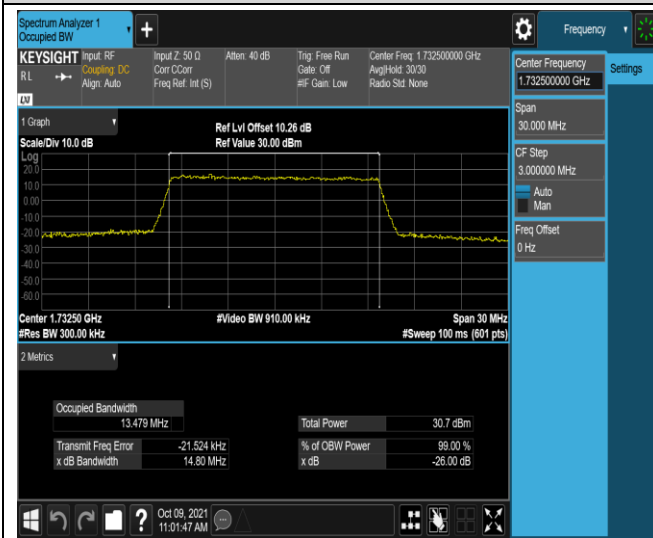 Spectrum Analyzer 1
Occupied BW
Frequency
KEYSIGHT
RL
Input: RF
Coupling: DC
Align: Auto
Input Z: 50 Ω
Corr CCorr
Freq Ref: Int (S)
Atten: 40 dB
Trig: Free Run
Gate: Off
#IF Gain: Low
Center Freq: 1.732500000 GHz
Avg|Hold: 30/30
Radio Std: None
LXI
Center Frequency
1.732500000 GHz
Settings
Span
30.000 MHz
CF Step
3.000000 MHz
Auto
Man
Freq Offset
0 Hz
1 Graph
Scale/Div 10.0 dB
Ref Lvl Offset 10.26 dB
Ref Value 30.00 dBm
Log
20.0
10.0
0.00
-10.0
-20.0
-30.0
-40.0
-50.0
-60.0
Center 1.73250 GHz
#Res BW 300.00 kHz
#Video BW 910.00 kHz
Span 30 MHz
#Sweep 100 ms (601 pts)
2 Metrics
Occupied Bandwidth
13.479 MHz
Total Power 30.7 dBm
Transmit Freq Error -21.524 kHz
% of OBW Power 99.00 %
x dB Bandwidth 14.80 MHz
x dB -26.00 dB
?
Oct 09, 2021
11:01:47 AM